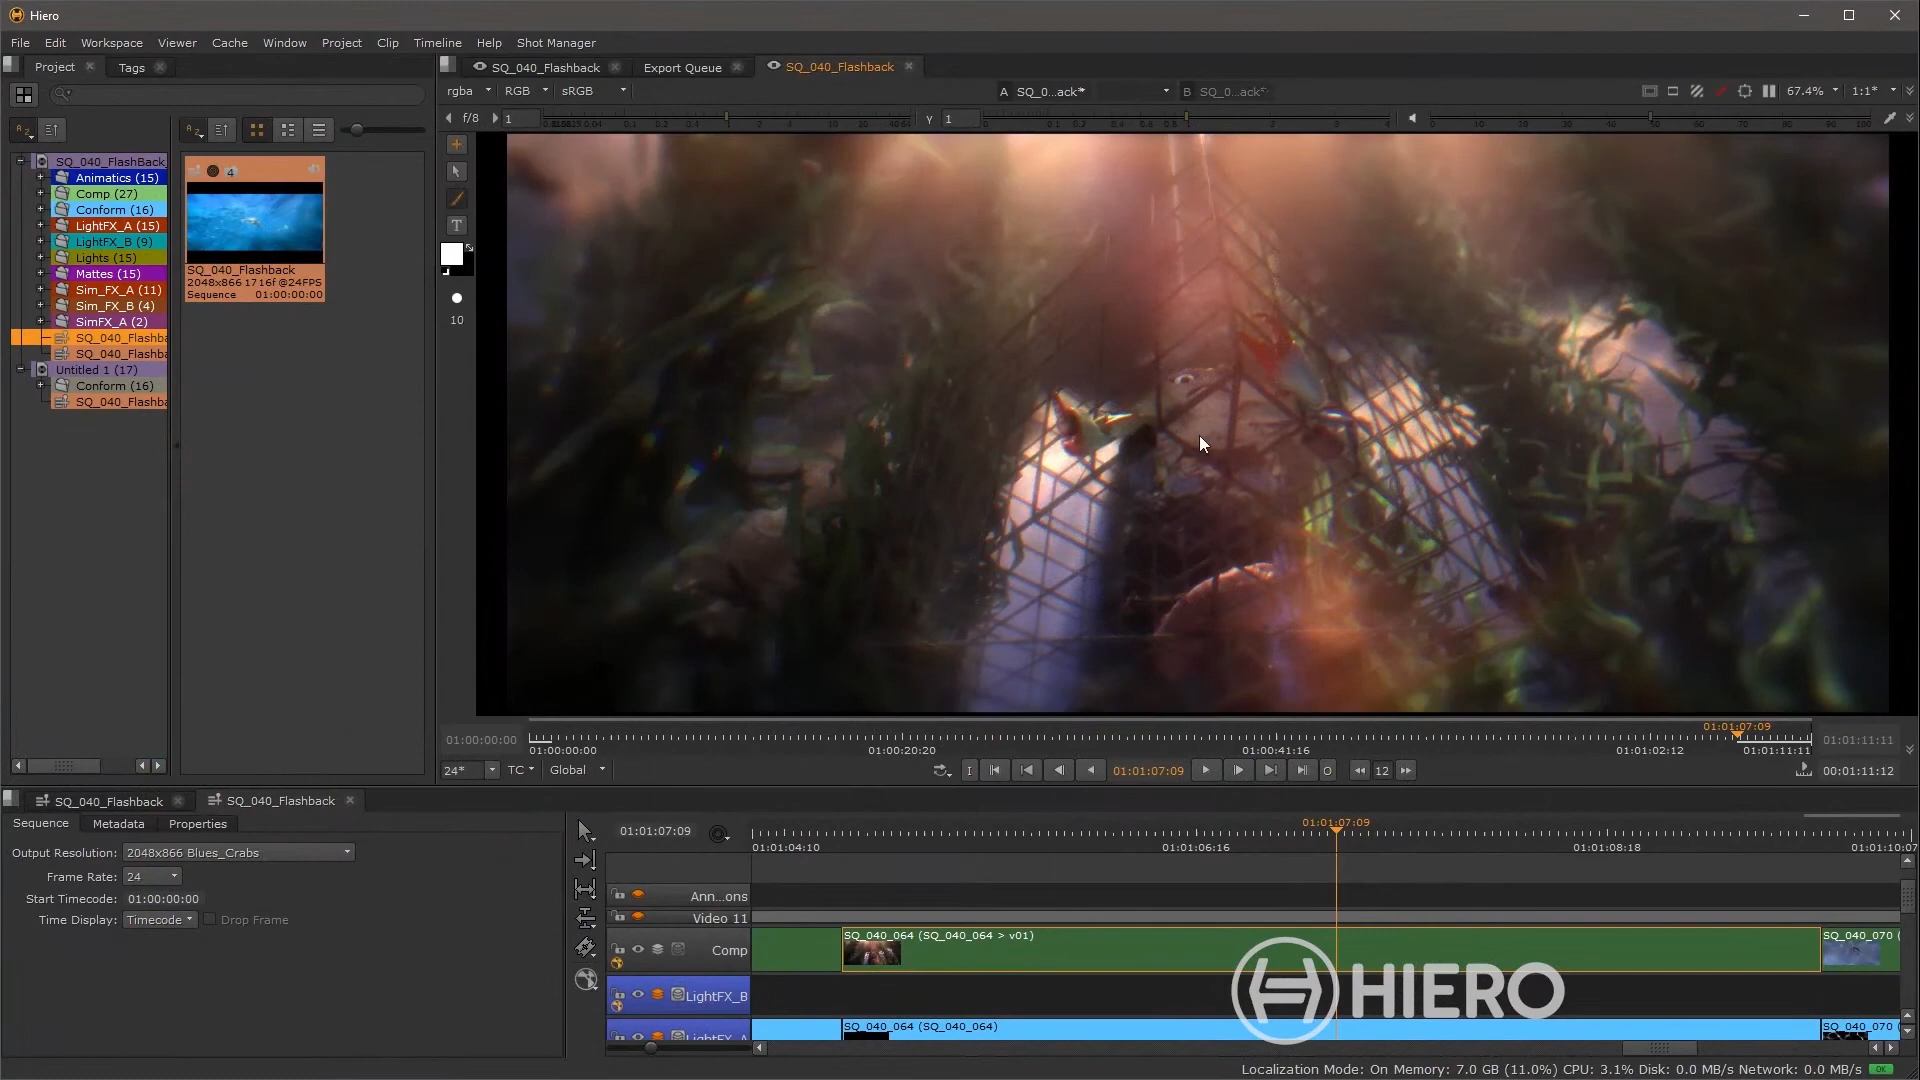 Hiero
File Edit Workspace Viewer Cache Window Project Clip Timeline Help Shot Manager
Project Tags
SQ_040_Flashback Export Queue SQ_040_Flashback
rgba RGB sRGB A SQ_0...ack* B SQ_0...ack* 67.4% 1:1*
f/8 1 γ 1
SQ_040_FlashBack
Animatics (15)
Comp (27)
Conform (16)
LightFX_A (15)
LightFX_B (9)
Lights (15)
Mattes (15)
Sim_FX_A (11)
Sim_FX_B (4)
SimFX_A (2)
SQ_040_Flashba
SQ_040_Flashba
Untitled 1 (17)
Conform (16)
SQ_040_Flashba
4
SQ_040_Flashback
2048x866 1716f @24FPS
Sequence 01:00:00:00
T
10
01:01:07:09
01:00:00:00 01:01:11:11
01:00:00:00 01:00:20:20 01:00:41:16 01:01:02:12 01:01:11:11
24* TC Global I 01:01:07:09 O 12 00:01:11:12
SQ_040_Flashback SQ_040_Flashback
Sequence Metadata Properties
Output Resolution: 2048x866 Blues_Crabs
Frame Rate: 24
Start Timecode: 01:00:00:00
Time Display: Timecode Drop Frame
01:01:07:09 01:01:07:09
01:01:04:10 01:01:06:16 01:01:08:18 01:01:10:07
Ann...ons
Video 11
Comp
SQ_040_064 (SQ_040_064 > v01) SQ_040_070 (
LightFX_B
HIERO
LightFX_A
SQ_040_064 (SQ_040_064) SQ_040_070 (
Localization Mode: On Memory: 7.0 GB (11.0%) CPU: 3.1% Disk: 0.0 MB/s Network: 0.0 MB/s OK